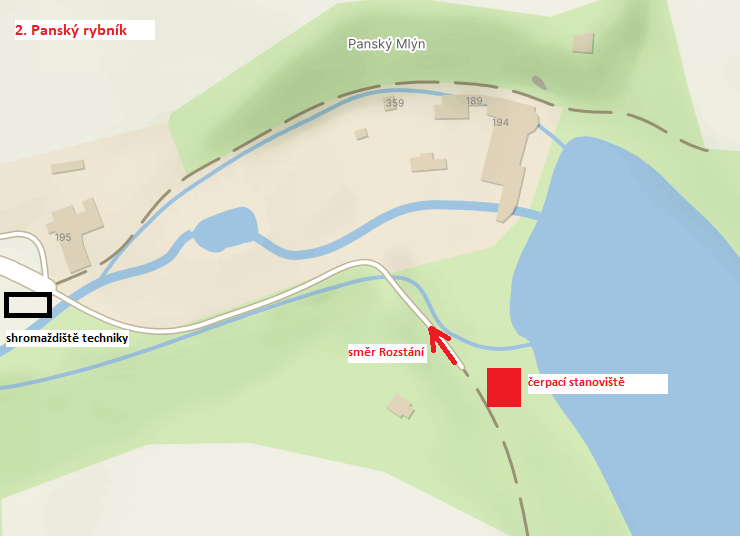 2. Panský rybník
Panský Mlýn
359
189
194
195
shromaždiště techniky
směr Rozstání
čerpací stanoviště